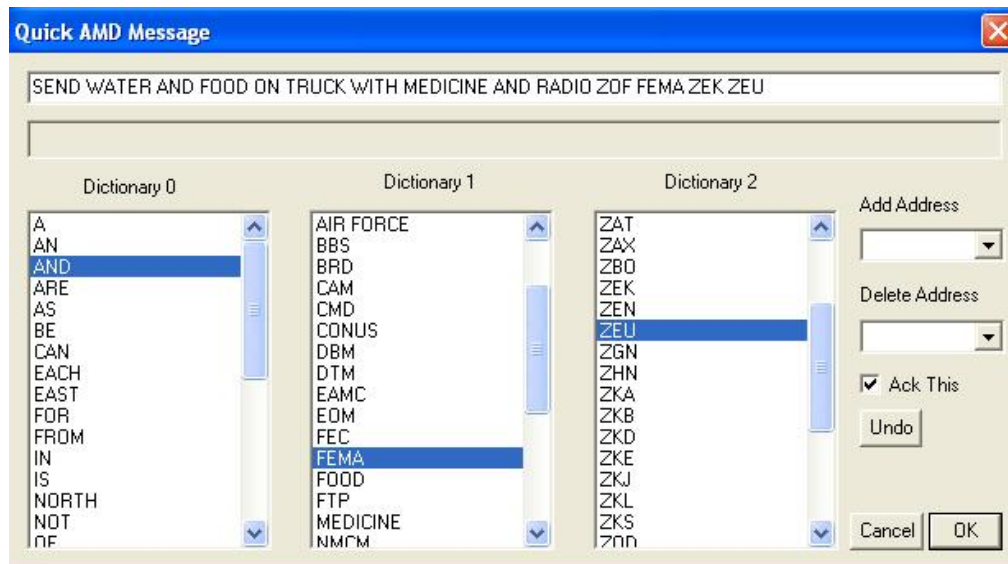 Quick AMD Message
SEND WATER AND FOOD ON TRUCK WITH MEDICINE AND RADIO ZOF FEMA ZEK ZEU
Dictionary 0
A
AN
AND
ARE
AS
BE
CAN
EACH
EAST
FOR
FROM
IN
IS
NORTH
NOT
OF
Dictionary 1
AIR FORCE
BBS
BRD
CAM
CMD
CONUS
DBM
DTM
EAMC
EOM
FEC
FEMA
FOOD
FTP
MEDICINE
NMCM
Dictionary 2
ZAT
ZAX
ZBO
ZEK
ZEN
ZEU
ZGN
ZHN
ZKA
ZKB
ZKD
ZKE
ZKJ
ZKL
ZKS
Add Address
Delete Address
Ack This
Undo
Cancel
OK